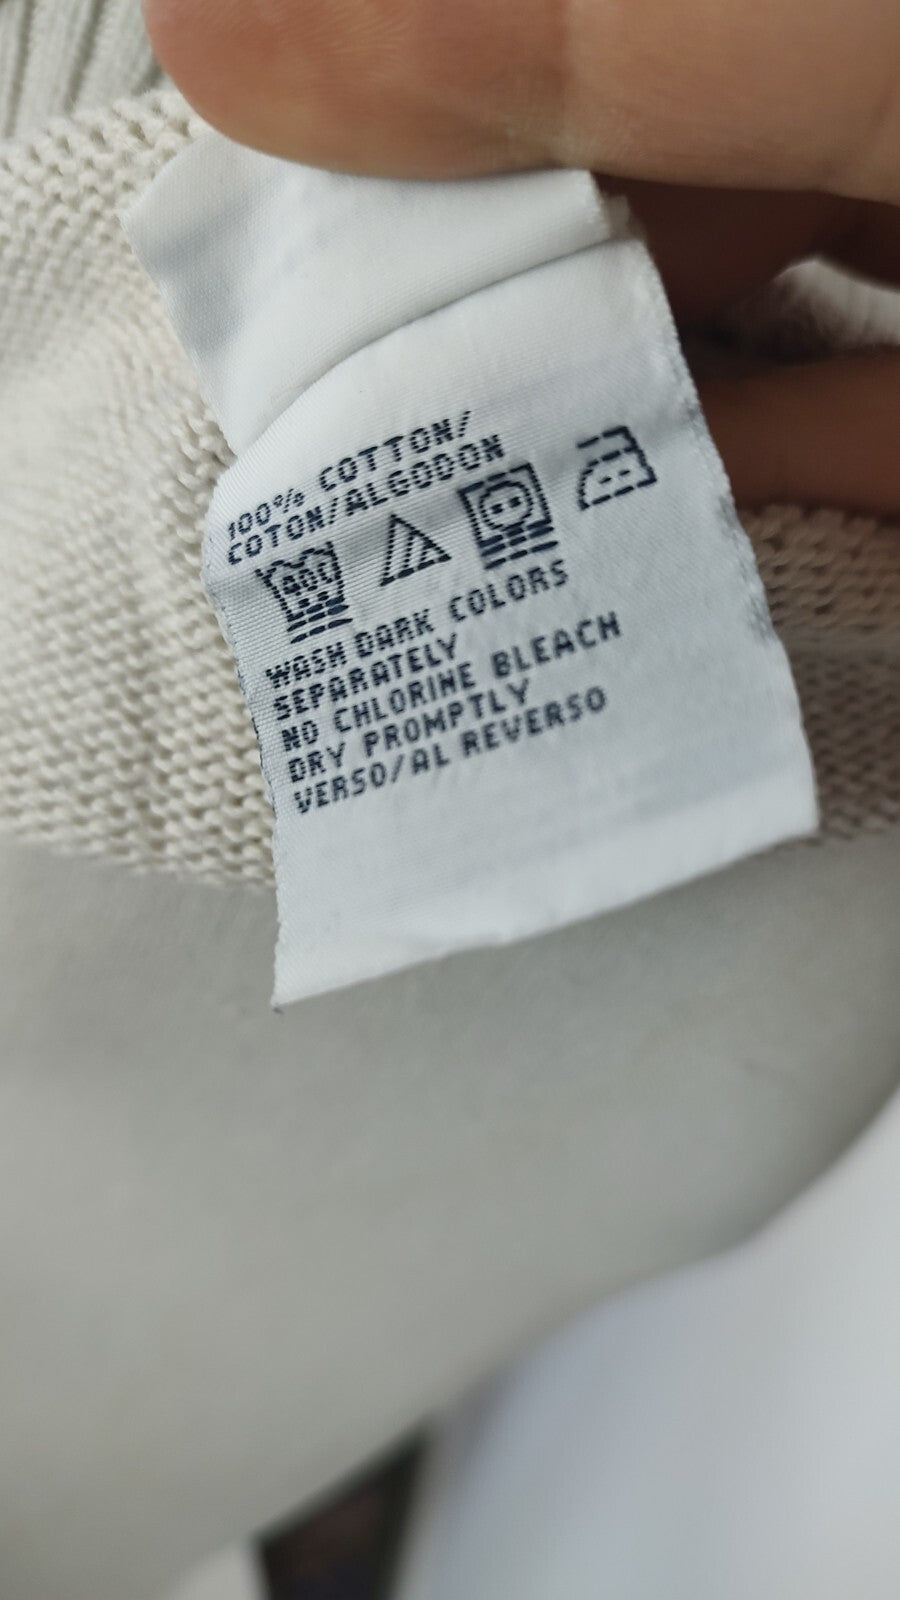 100% COTTON/
COTON/ALGODON
40C
WASH DARK COLORS
SEPARATELY
NO CHLORINE BLEACH
DRY PROMPTLY
VERSO/AL REVERSO